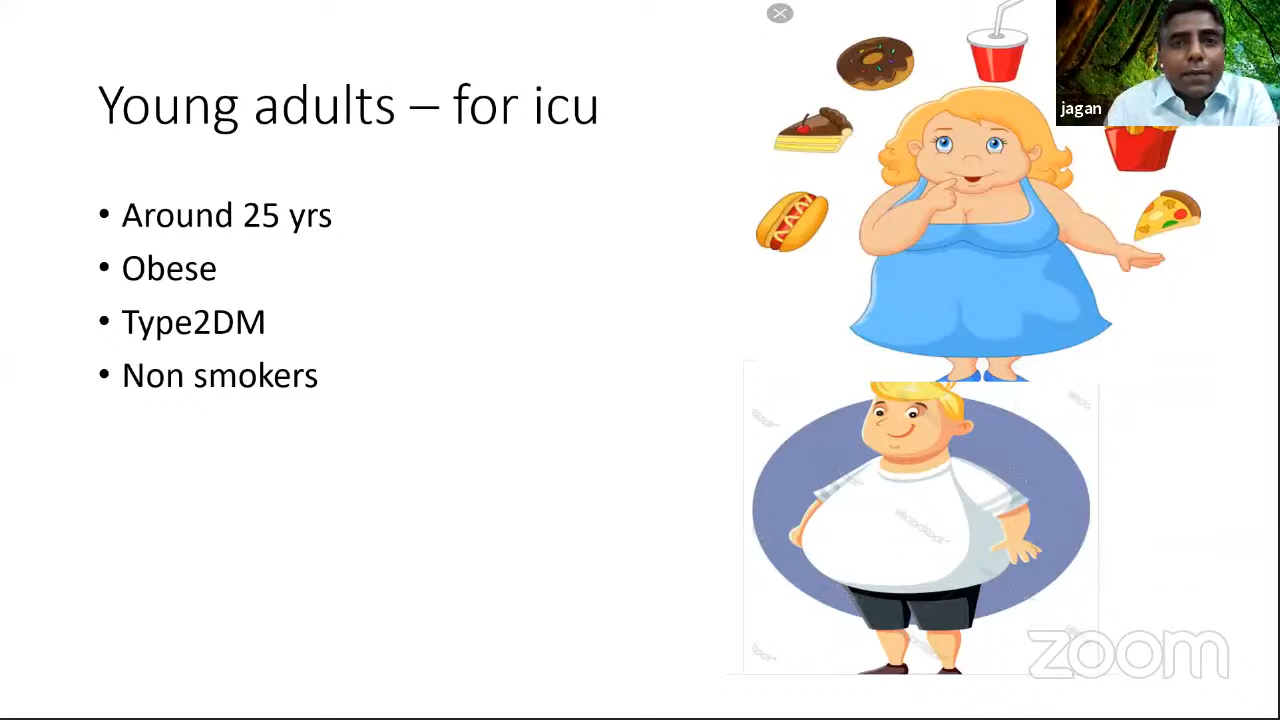 Young adults – for icu
jagan
• Around 25 yrs
• Obese
• Type2DM
• Non smokers
zoom